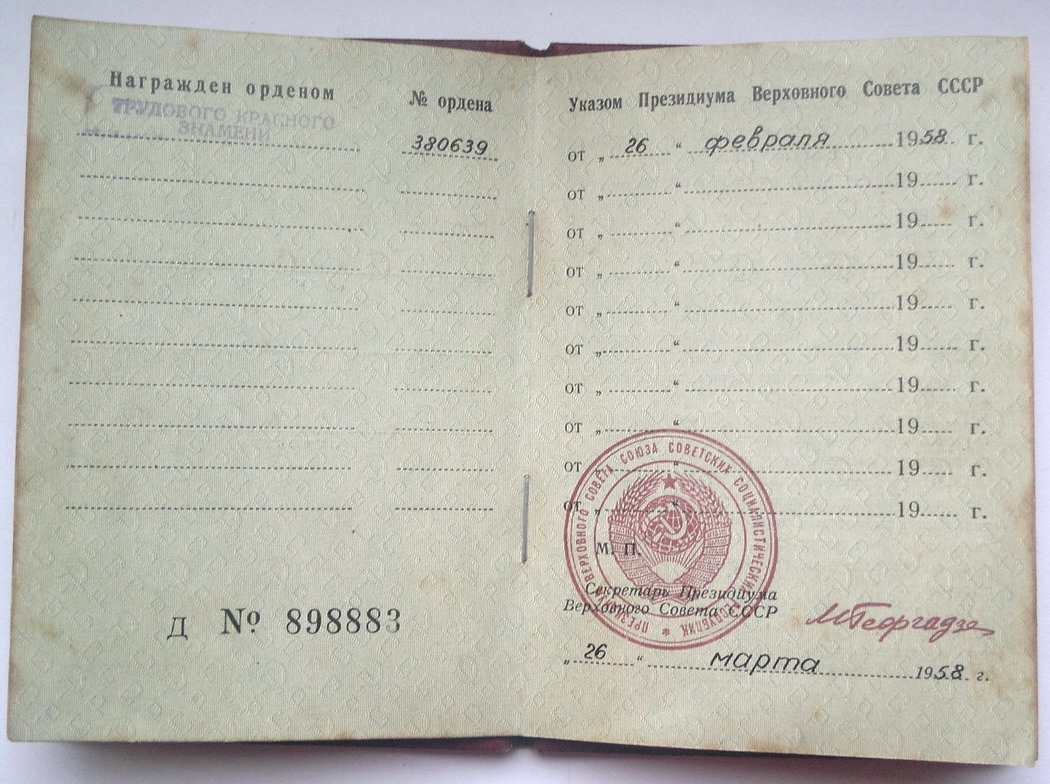 Награжден орденом
ТРУДОВОГО КРАСНОГО
ЗНАМЕНИ
№ ордена
380639
Д № 898883
Указом Президиума Верховного Совета СССР
от „ 26 “ февраля 1958 г.
от „ “ 19 г.
от „ “ 19 г.
от „ “ 19 г.
от „ “ 19 г.
от „ “ 19 г.
от „ “ 19 г.
от „ “ 19 г.
от „ “ 19 г.
от „ “ 19 г.
ПРЕЗИДИУМ ВЕРХОВНОГО СОВЕТА СОЮЗА СОВЕТСКИХ СОЦИАЛИСТИЧЕСКИХ РЕСПУБЛИК
М. П.
Секретарь Президиума
Верховного Совета СССР
МГеоргадзе
„ 26 “ марта 1958 г.